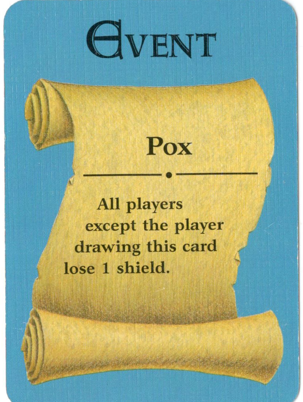 EVENT
Pox
All players
except the player
drawing this card
lose 1 shield.